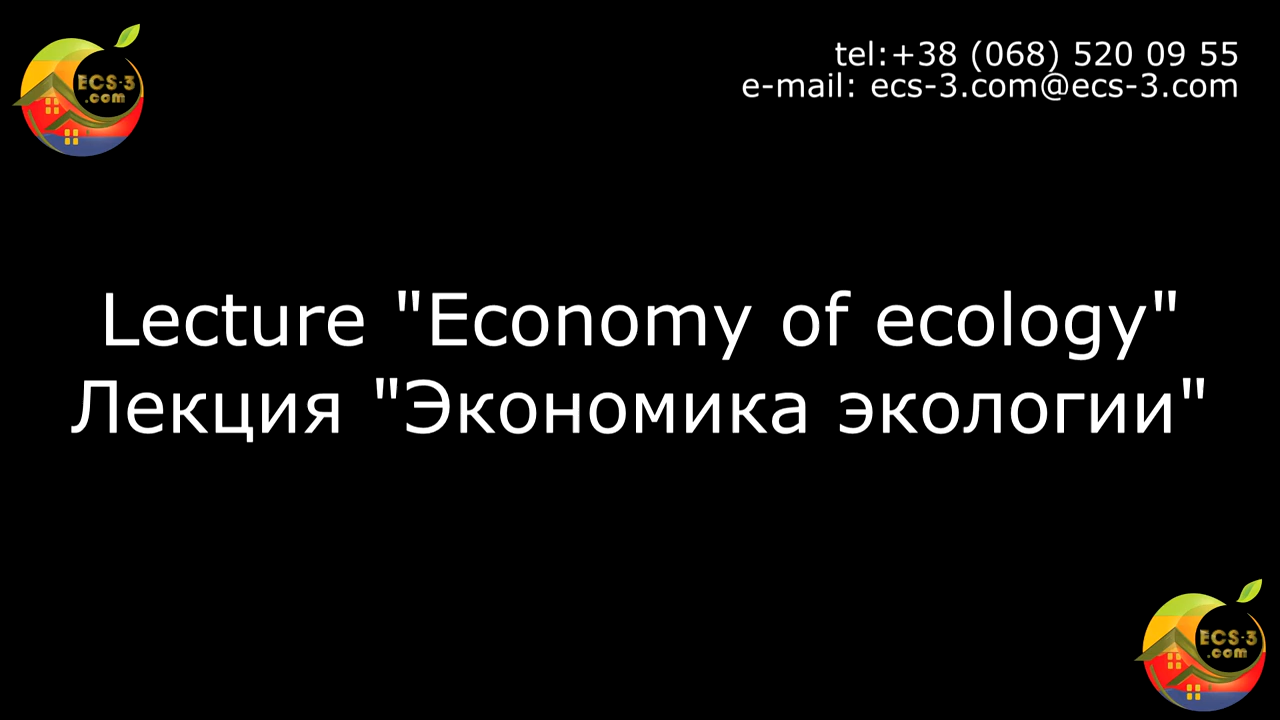 ECS-3
.com
tel:+38 (068) 520 09 55
e-mail: ecs-3.com@ecs-3.com
Lecture "Economy of ecology"
Лекция "Экономика экологии"
ECS-3
.com